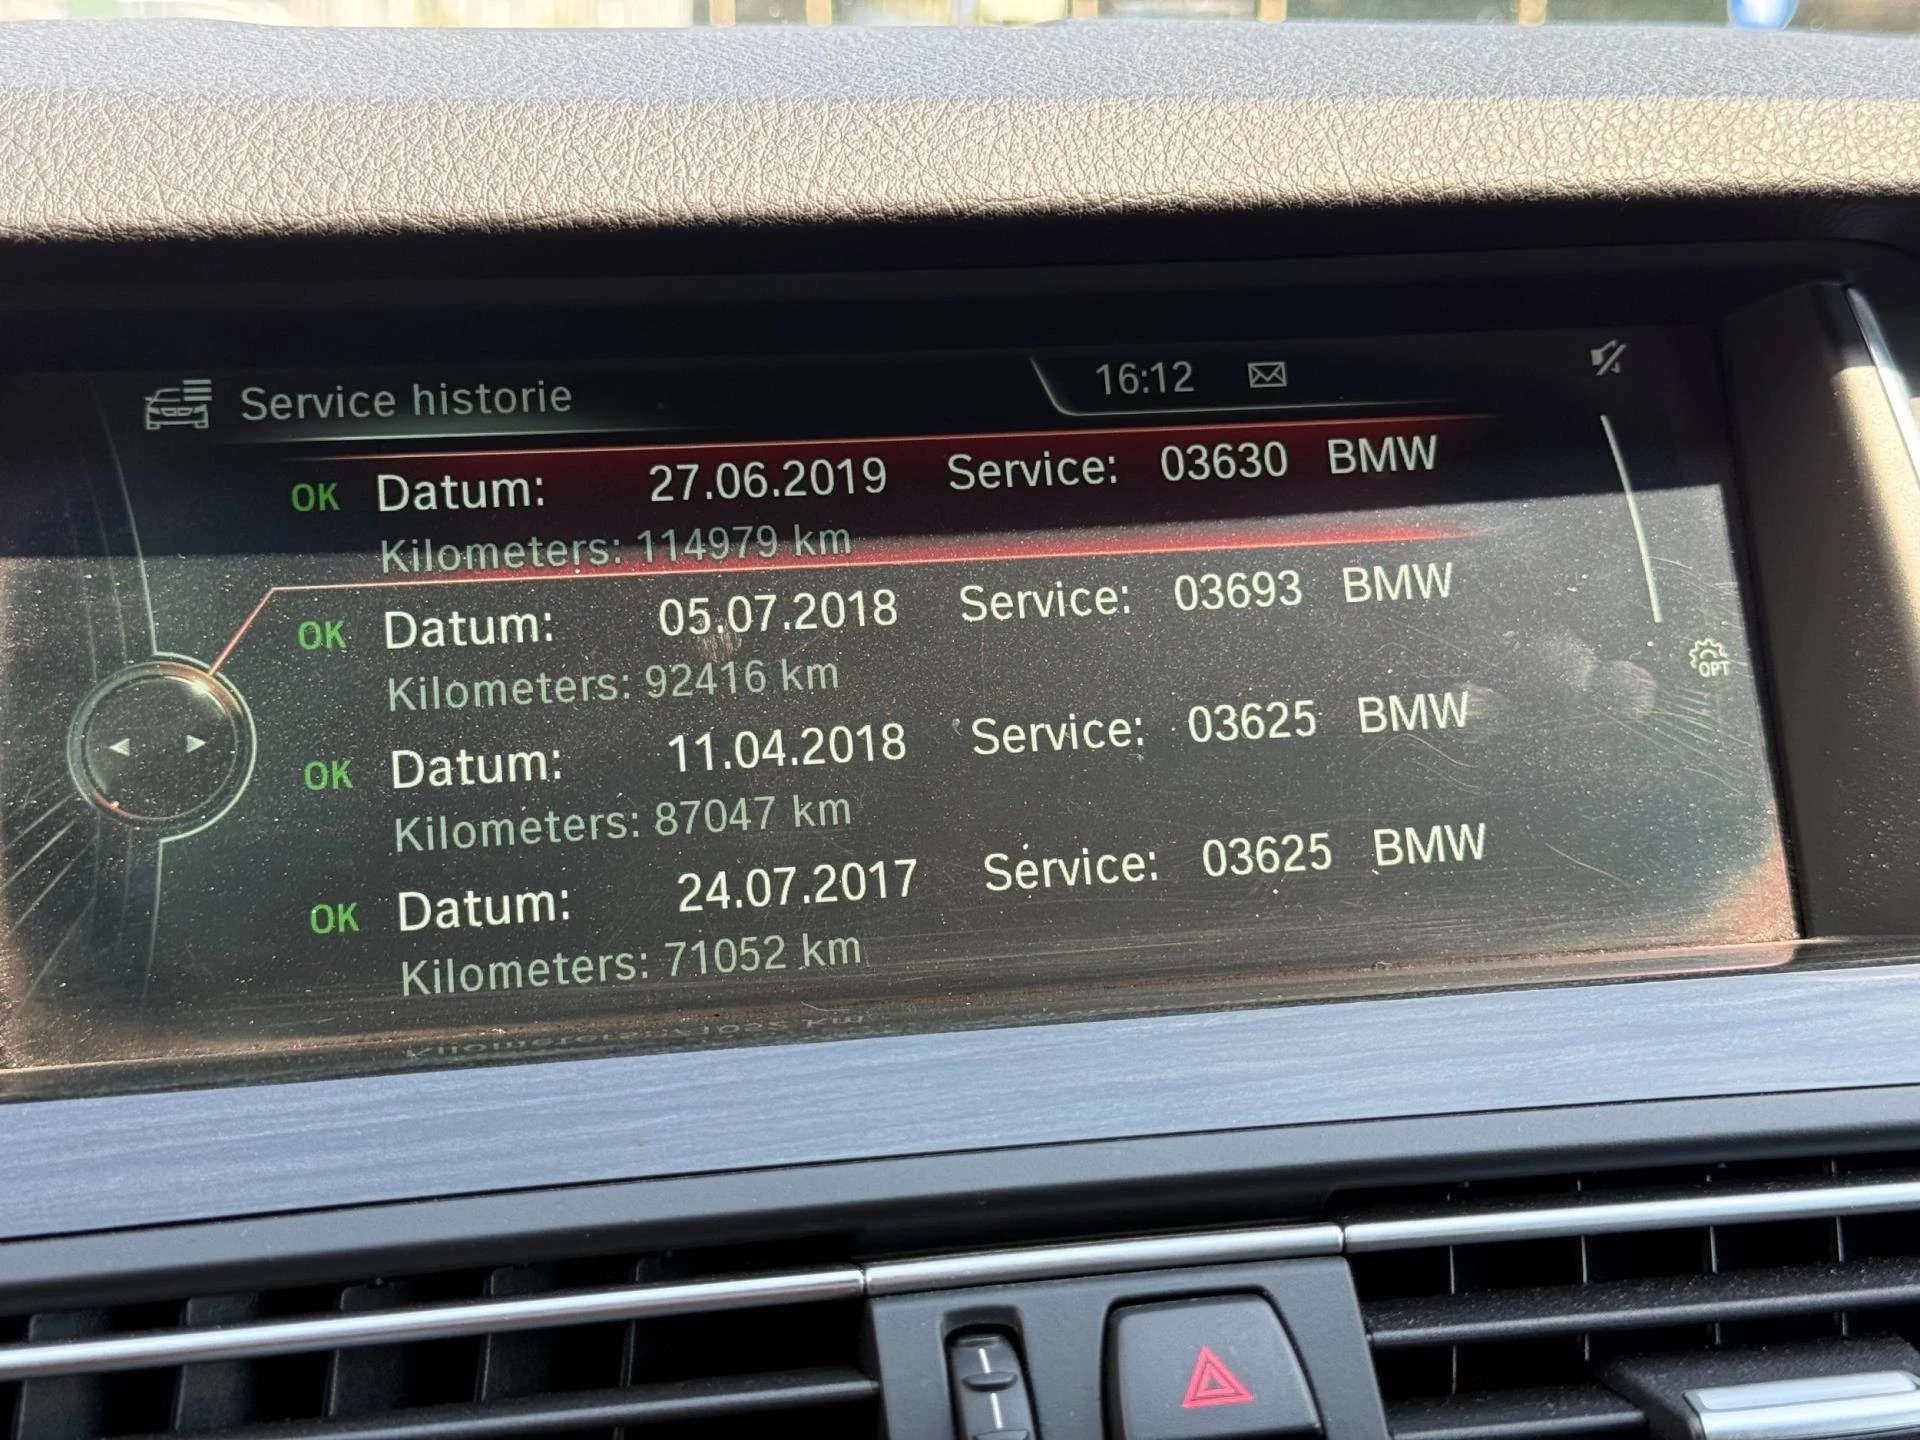 Service historie 16:12
OK Datum: 27.06.2019 Service: 03630 BMW
Kilometers: 114979 km
OK Datum: 05.07.2018 Service: 03693 BMW
Kilometers: 92416 km
OPT
OK Datum: 11.04.2018 Service: 03625 BMW
Kilometers: 87047 km
OK Datum: 24.07.2017 Service: 03625 BMW
Kilometers: 71052 km